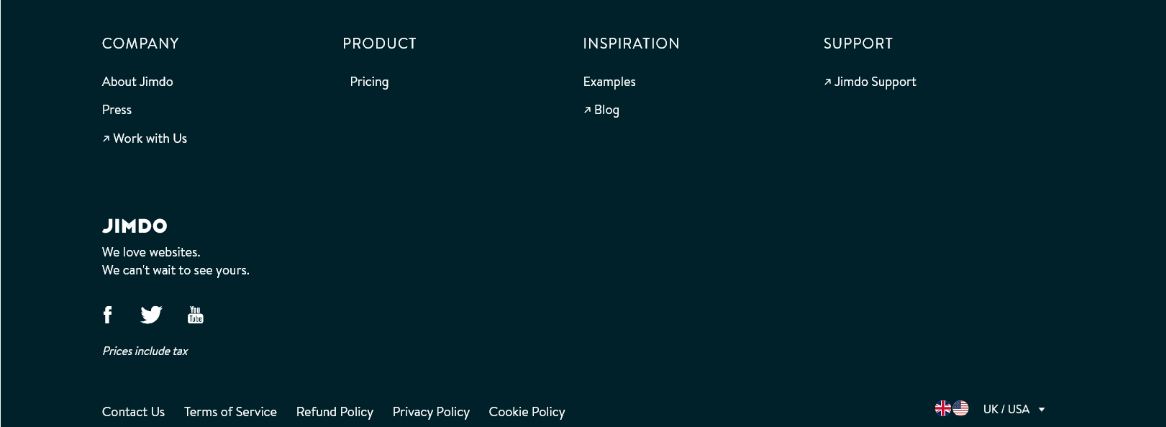 COMPANY
About Jimdo
Press
↗ Work with Us
PRODUCT
Pricing
INSPIRATION
Examples
↗ Blog
SUPPORT
↗ Jimdo Support
JIMDO
We love websites.
We can't wait to see yours.
You Tube
Prices include tax
Contact Us Terms of Service Refund Policy Privacy Policy Cookie Policy UK / USA